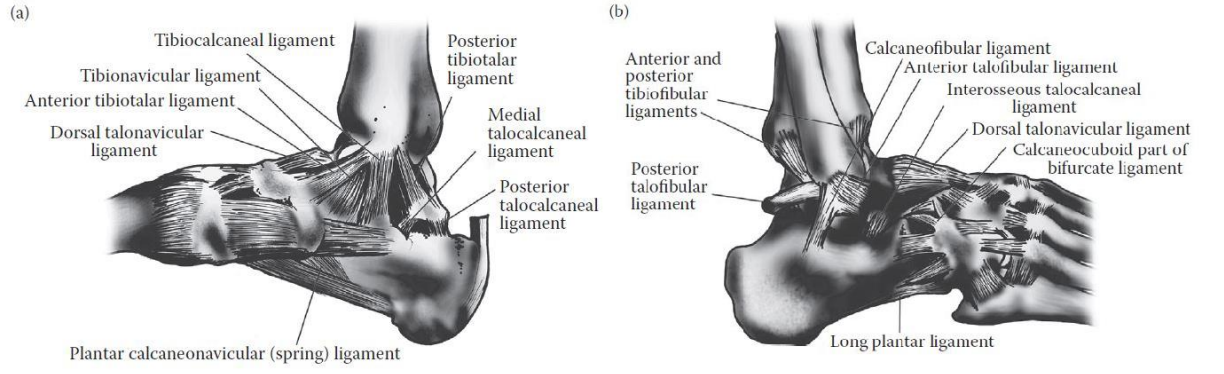 (a)
Tibiocalcaneal ligament
Tibionavicular ligament
Anterior tibiotalar ligament
Dorsal talonavicular
ligament
Posterior
tibiotalar
ligament
Medial
talocalcaneal
ligament
Posterior
talocalcaneal
ligament
Plantar calcaneonavicular (spring) ligament
(b)
Anterior and
posterior
tibiofibular
ligaments
Posterior
talofibular
ligament
Calcaneofibular ligament
Anterior talofibular ligament
Interosseous talocalcaneal
ligament
Dorsal talonavicular ligament
Calcaneocuboid part of
bifurcate ligament
Long plantar ligament